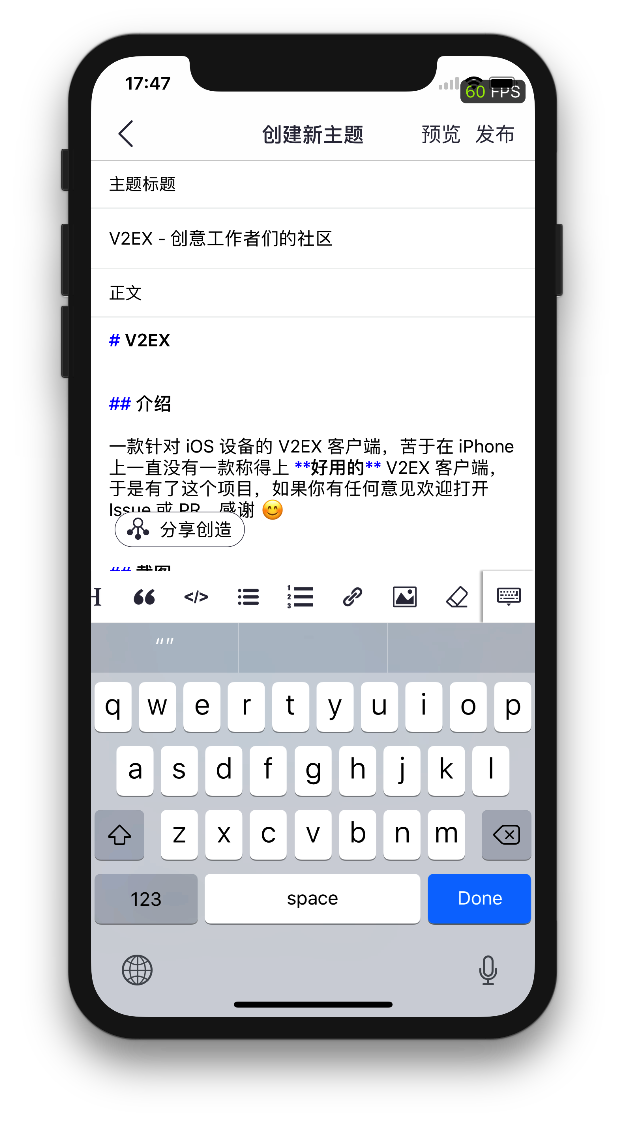 17:47
60 FPS
创建新主题 预览 发布
主题标题
V2EX - 创意工作者们的社区
正文
# V2EX
## 介绍
一款针对 iOS 设备的 V2EX 客户端，苦于在 iPhone
上一直没有一款称得上 **好用的** V2EX 客户端，
于是有了这个项目，如果你有任何意见欢迎打开
Issue 或 PR，感谢 😊
分享创造
## 截图
H </> 1 2 3
“”
q w e r t y u i o p
a s d f g h j k l
z x c v b n m
123 space Done